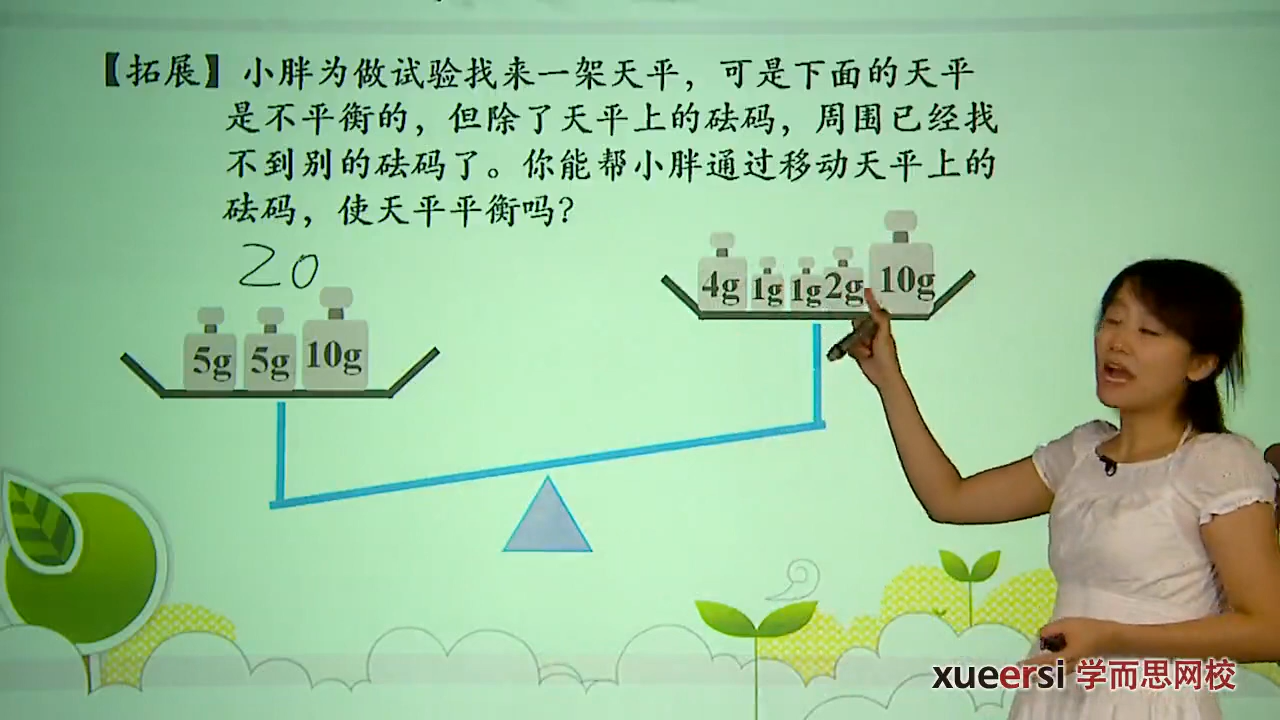 【拓展】小胖为做试验找来一架天平，可是下面的天平
是不平衡的，但除了天平上的砝码，周围已经找
不到别的砝码了。你能帮小胖通过移动天平上的
砝码，使天平平衡吗？
20
4g 1g 1g 2g 10g
5g 5g 10g
xueersi 学而思网校